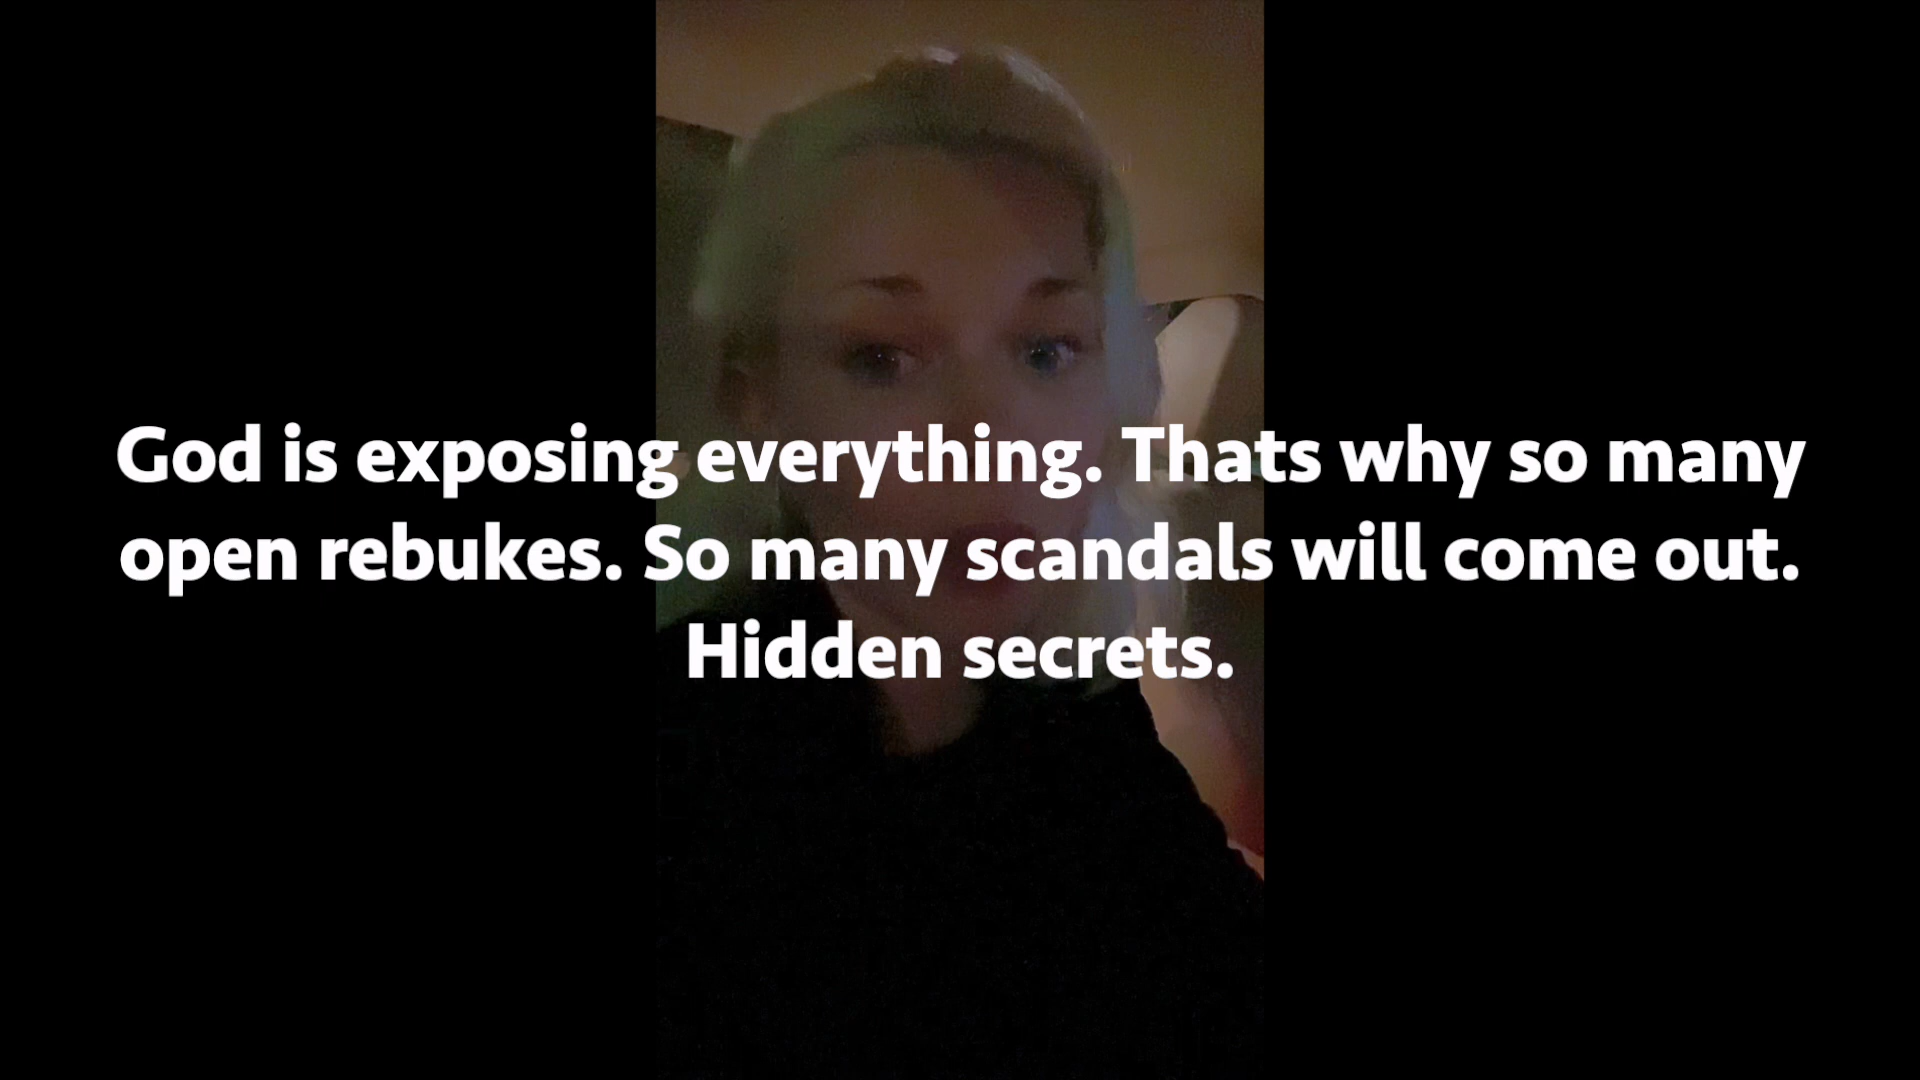 God is exposing everything. Thats why so many
open rebukes. So many scandals will come out.
Hidden secrets.